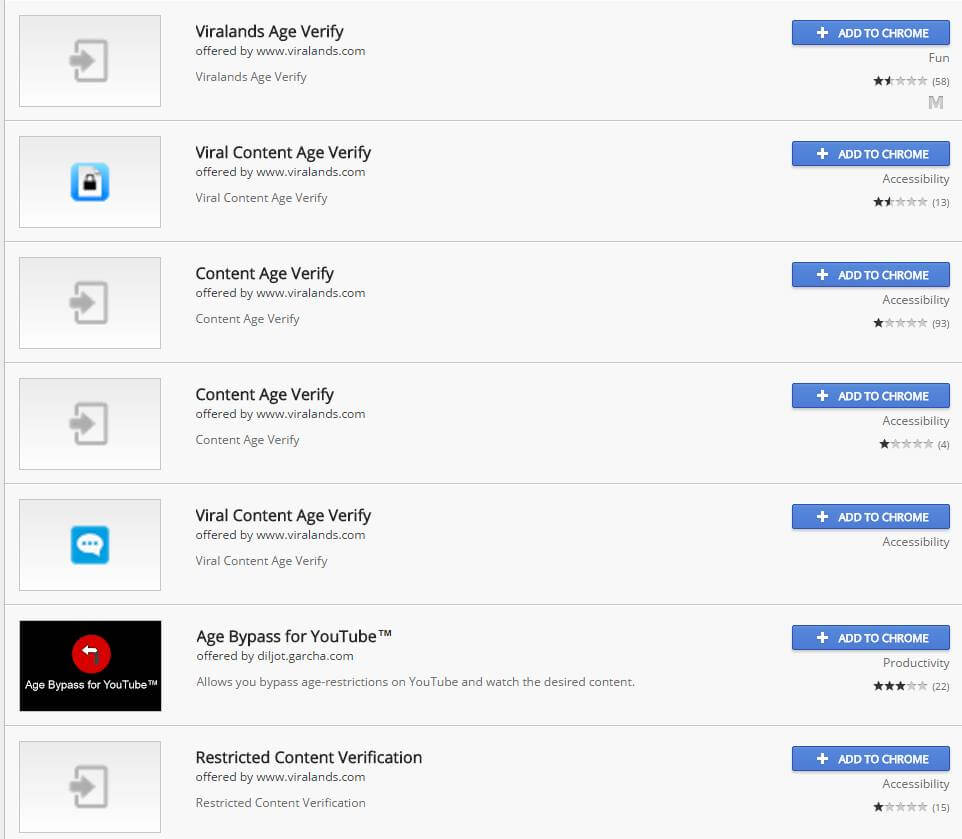 Viralands Age Verify
offered by www.viralands.com
Viralands Age Verify
ADD TO CHROME
Fun
(58)
M
Viral Content Age Verify
offered by www.viralands.com
Viral Content Age Verify
ADD TO CHROME
Accessibility
(13)
Content Age Verify
offered by www.viralands.com
Content Age Verify
ADD TO CHROME
Accessibility
(93)
Content Age Verify
offered by www.viralands.com
Content Age Verify
ADD TO CHROME
Accessibility
(4)
Viral Content Age Verify
offered by www.viralands.com
Viral Content Age Verify
ADD TO CHROME
Accessibility
Age Bypass for YouTube™
Age Bypass for YouTube™
offered by diljot.garcha.com
Allows you bypass age-restrictions on YouTube and watch the desired content.
ADD TO CHROME
Productivity
(22)
Restricted Content Verification
offered by www.viralands.com
Restricted Content Verification
ADD TO CHROME
Accessibility
(15)